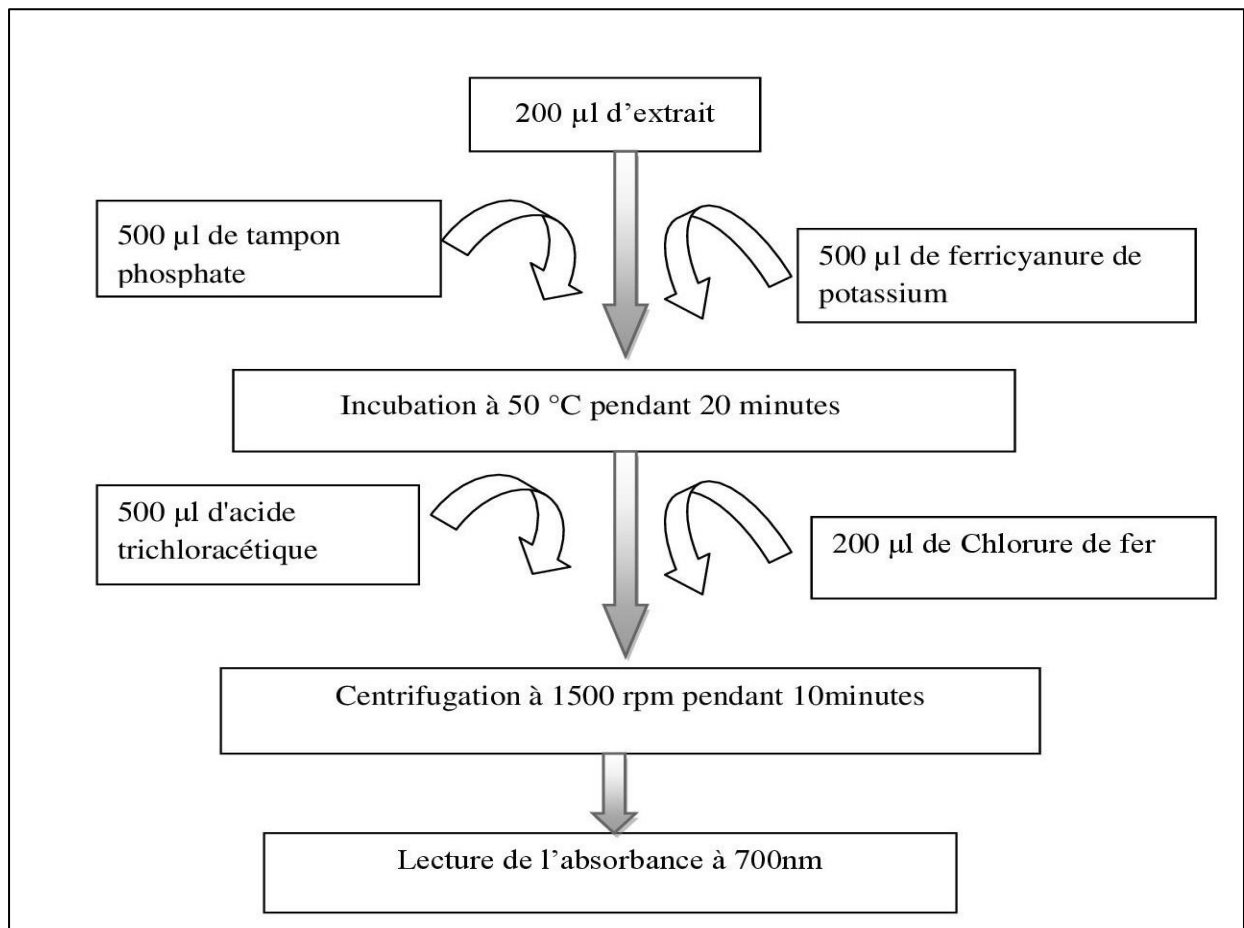 200 µl d’extrait
500 µl de tampon
phosphate
500 µl de ferricyanure de
potassium
Incubation à 50 °C pendant 20 minutes
500 µl d'acide
trichloracétique
200 µl de Chlorure de fer
Centrifugation à 1500 rpm pendant 10minutes
Lecture de l’absorbance à 700nm